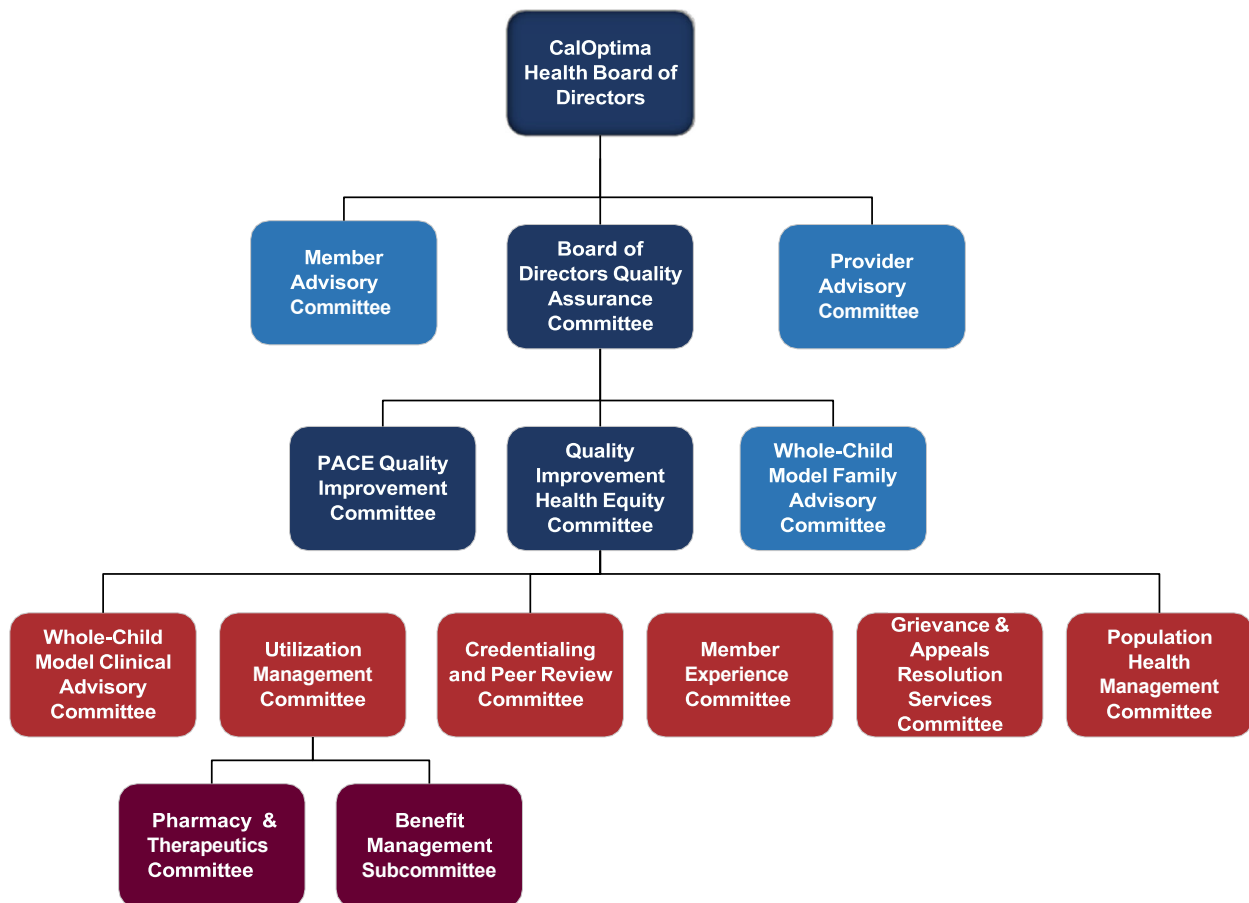 CalOptima
Health Board of
Directors
Member
Advisory
Committee
Board of
Directors Quality
Assurance
Committee
Provider
Advisory
Committee
PACE Quality
Improvement
Committee
Quality
Improvement
Health Equity
Committee
Whole-Child
Model Family
Advisory
Committee
Whole-Child
Model Clinical
Advisory
Committee
Utilization
Management
Committee
Credentialing
and Peer Review
Committee
Member
Experience
Committee
Grievance &
Appeals
Resolution
Services
Committee
Population
Health
Management
Committee
Pharmacy &
Therapeutics
Committee
Benefit
Management
Subcommittee